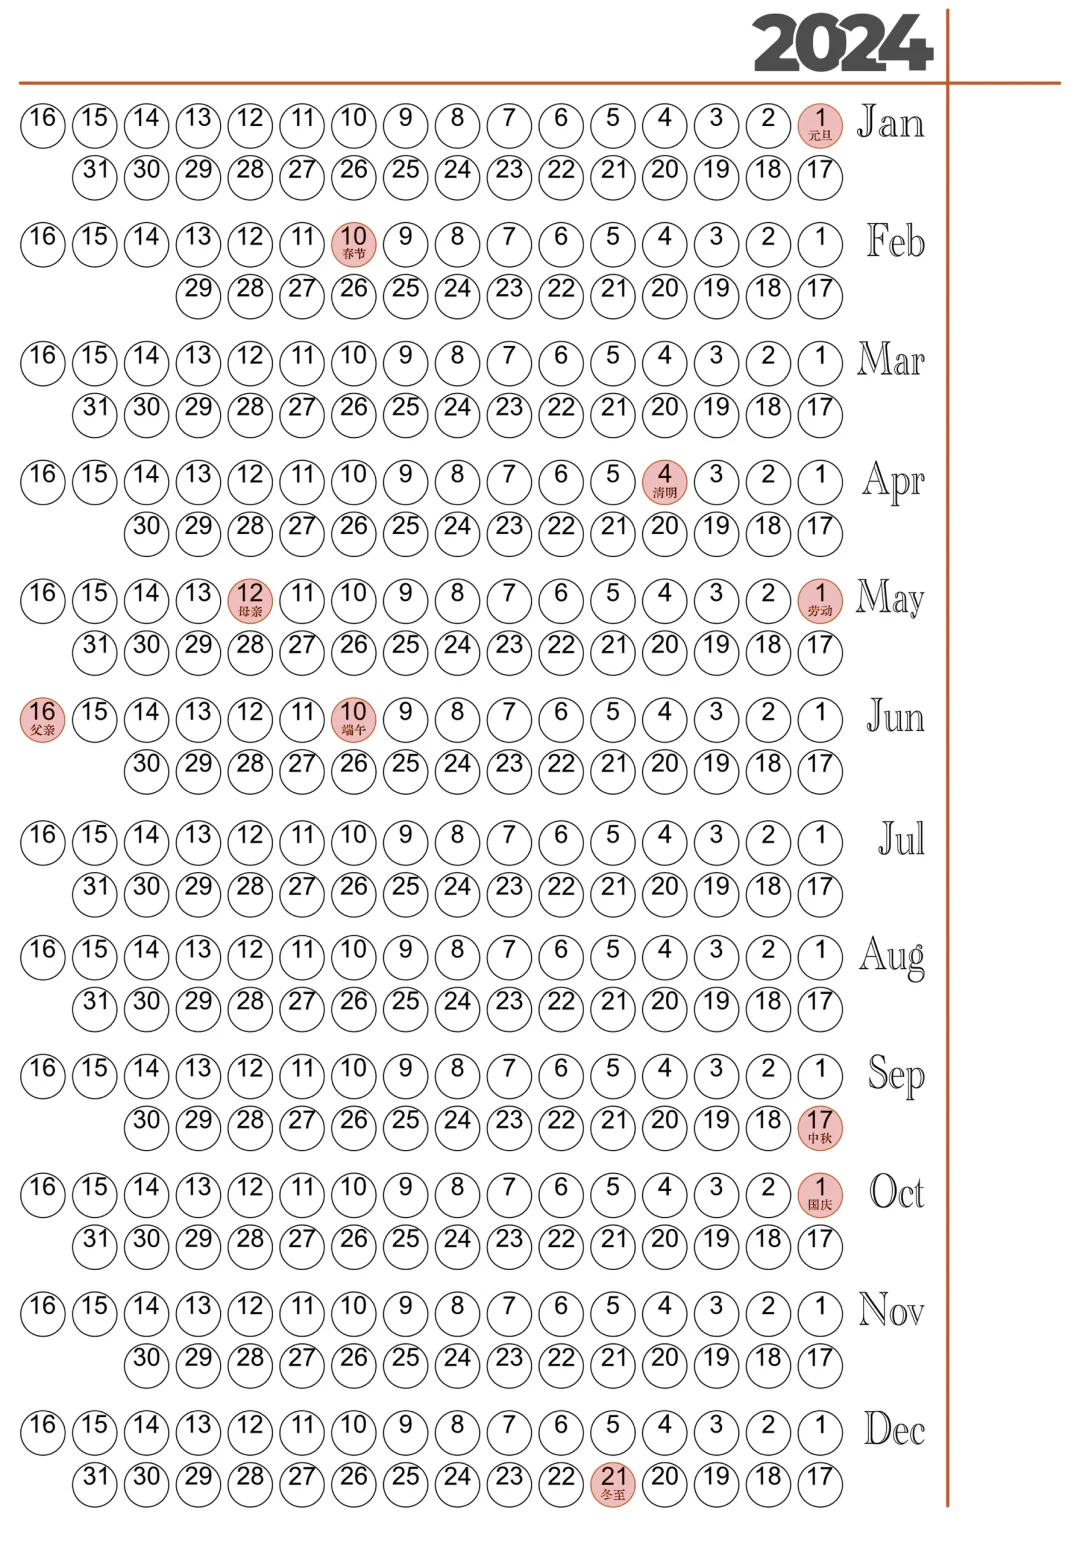 2024
16 15 14 13 12 11 10 9 8 7 6 5 4 3 2 1 Jan
元旦
31 30 29 28 27 26 25 24 23 22 21 20 19 18 17
16 15 14 13 12 11 10 9 8 7 6 5 4 3 2 1 Feb
春节
29 28 27 26 25 24 23 22 21 20 19 18 17
16 15 14 13 12 11 10 9 8 7 6 5 4 3 2 1 Mar
31 30 29 28 27 26 25 24 23 22 21 20 19 18 17
16 15 14 13 12 11 10 9 8 7 6 5 4 3 2 1 Apr
清明
30 29 28 27 26 25 24 23 22 21 20 19 18 17
16 15 14 13 12 11 10 9 8 7 6 5 4 3 2 1 May
母亲 劳动
31 30 29 28 27 26 25 24 23 22 21 20 19 18 17
16 15 14 13 12 11 10 9 8 7 6 5 4 3 2 1 Jun
父亲 端午
30 29 28 27 26 25 24 23 22 21 20 19 18 17
16 15 14 13 12 11 10 9 8 7 6 5 4 3 2 1 Jul
31 30 29 28 27 26 25 24 23 22 21 20 19 18 17
16 15 14 13 12 11 10 9 8 7 6 5 4 3 2 1 Aug
31 30 29 28 27 26 25 24 23 22 21 20 19 18 17
16 15 14 13 12 11 10 9 8 7 6 5 4 3 2 1 Sep
30 29 28 27 26 25 24 23 22 21 20 19 18 17
中秋
16 15 14 13 12 11 10 9 8 7 6 5 4 3 2 1 Oct
国庆
31 30 29 28 27 26 25 24 23 22 21 20 19 18 17
16 15 14 13 12 11 10 9 8 7 6 5 4 3 2 1 Nov
30 29 28 27 26 25 24 23 22 21 20 19 18 17
16 15 14 13 12 11 10 9 8 7 6 5 4 3 2 1 Dec
31 30 29 28 27 26 25 24 23 22 21 20 19 18 17
冬至